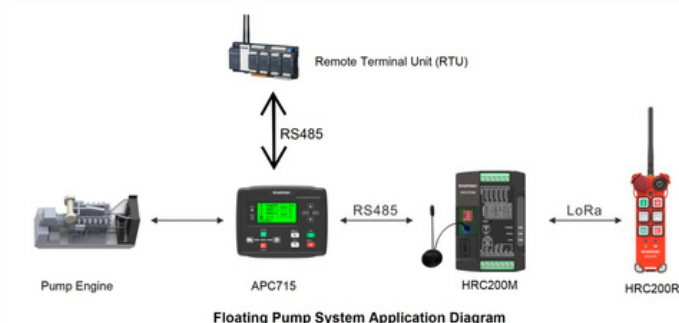 Remote Terminal Unit (RTU)
RS485
RS485
LoRa
Pump Engine
APC715
HRC200M
HRC200R
Floating Pump System Application Diagram